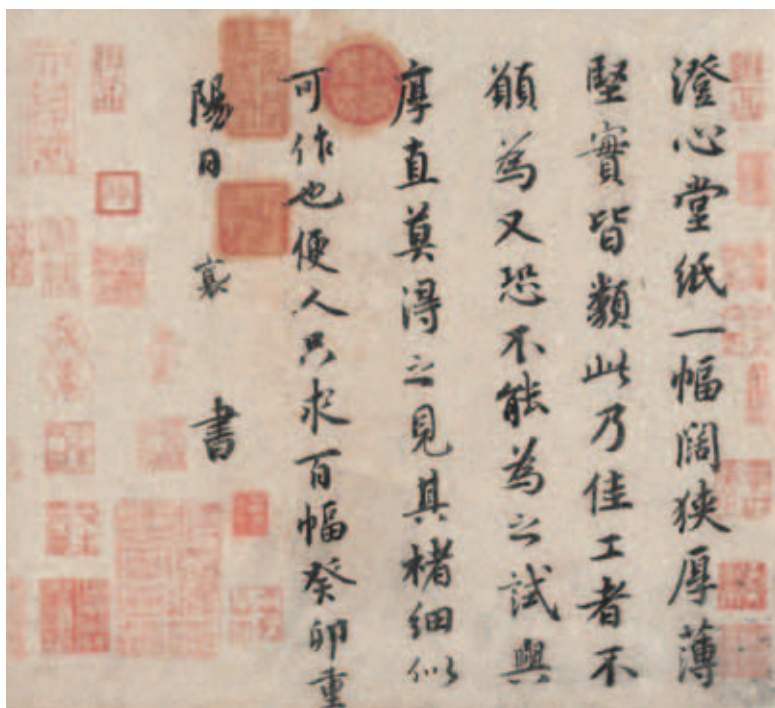 澄心堂紙一幅闊狹厚薄
堅實皆類此乃佳工者不
願為又恐不能為之試與
厚直莫得之見其楮細似
可作也便人只求百幅癸卯重
陽日 襄 書